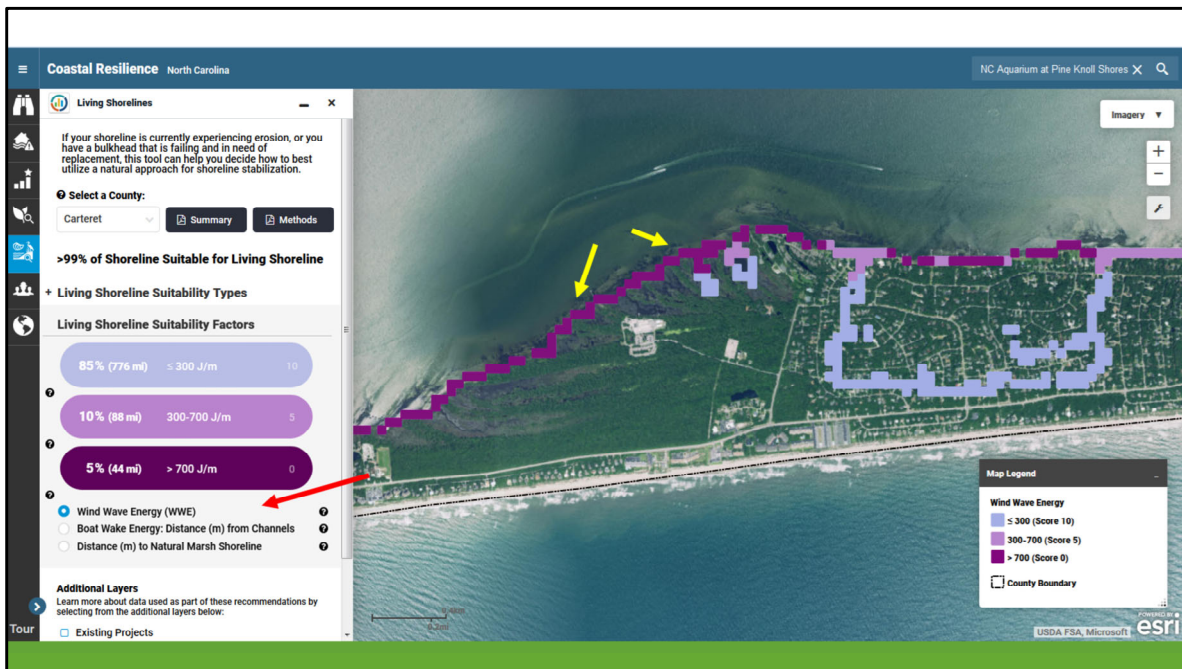 Coastal Resilience North Carolina
NC Aquarium at Pine Knoll Shores
Living Shorelines
Imagery
If your shoreline is currently experiencing erosion, or you
have a bulkhead that is failing and in need of
replacement, this tool can help you decide how to best
utilize a natural approach for shoreline stabilization.
Select a County:
Carteret
Summary
Methods
>99% of Shoreline Suitable for Living Shoreline
+ Living Shoreline Suitability Types
Living Shoreline Suitability Factors
85% (776 mi) ≤ 300 J/m 10
10% (88 mi) 300-700 J/m 5
5% (44 mi) > 700 J/m 0
Wind Wave Energy (WWE)
Boat Wake Energy: Distance (m) from Channels
Distance (m) to Natural Marsh Shoreline
Additional Layers
Learn more about data used as part of these recommendations by
selecting from the additional layers below:
Existing Projects
Tour
Map Legend
Wind Wave Energy
≤ 300 (Score 10)
300-700 (Score 5)
> 700 (Score 0)
County Boundary
POWERED BY
esri
USDA FSA, Microsoft